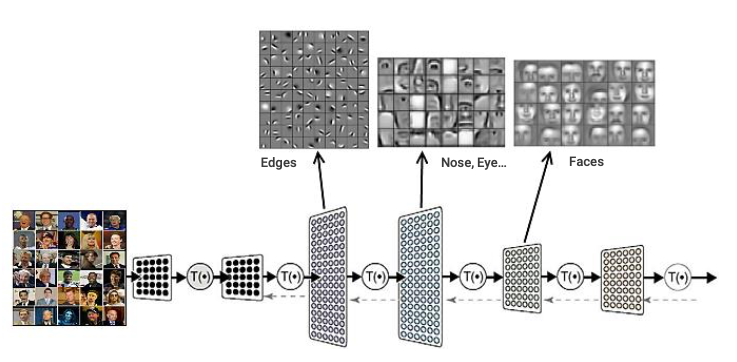 Edges
Nose, Eye...
Faces
T(•)
T(•)
T(•)
T(•)
T(•)
T(•)